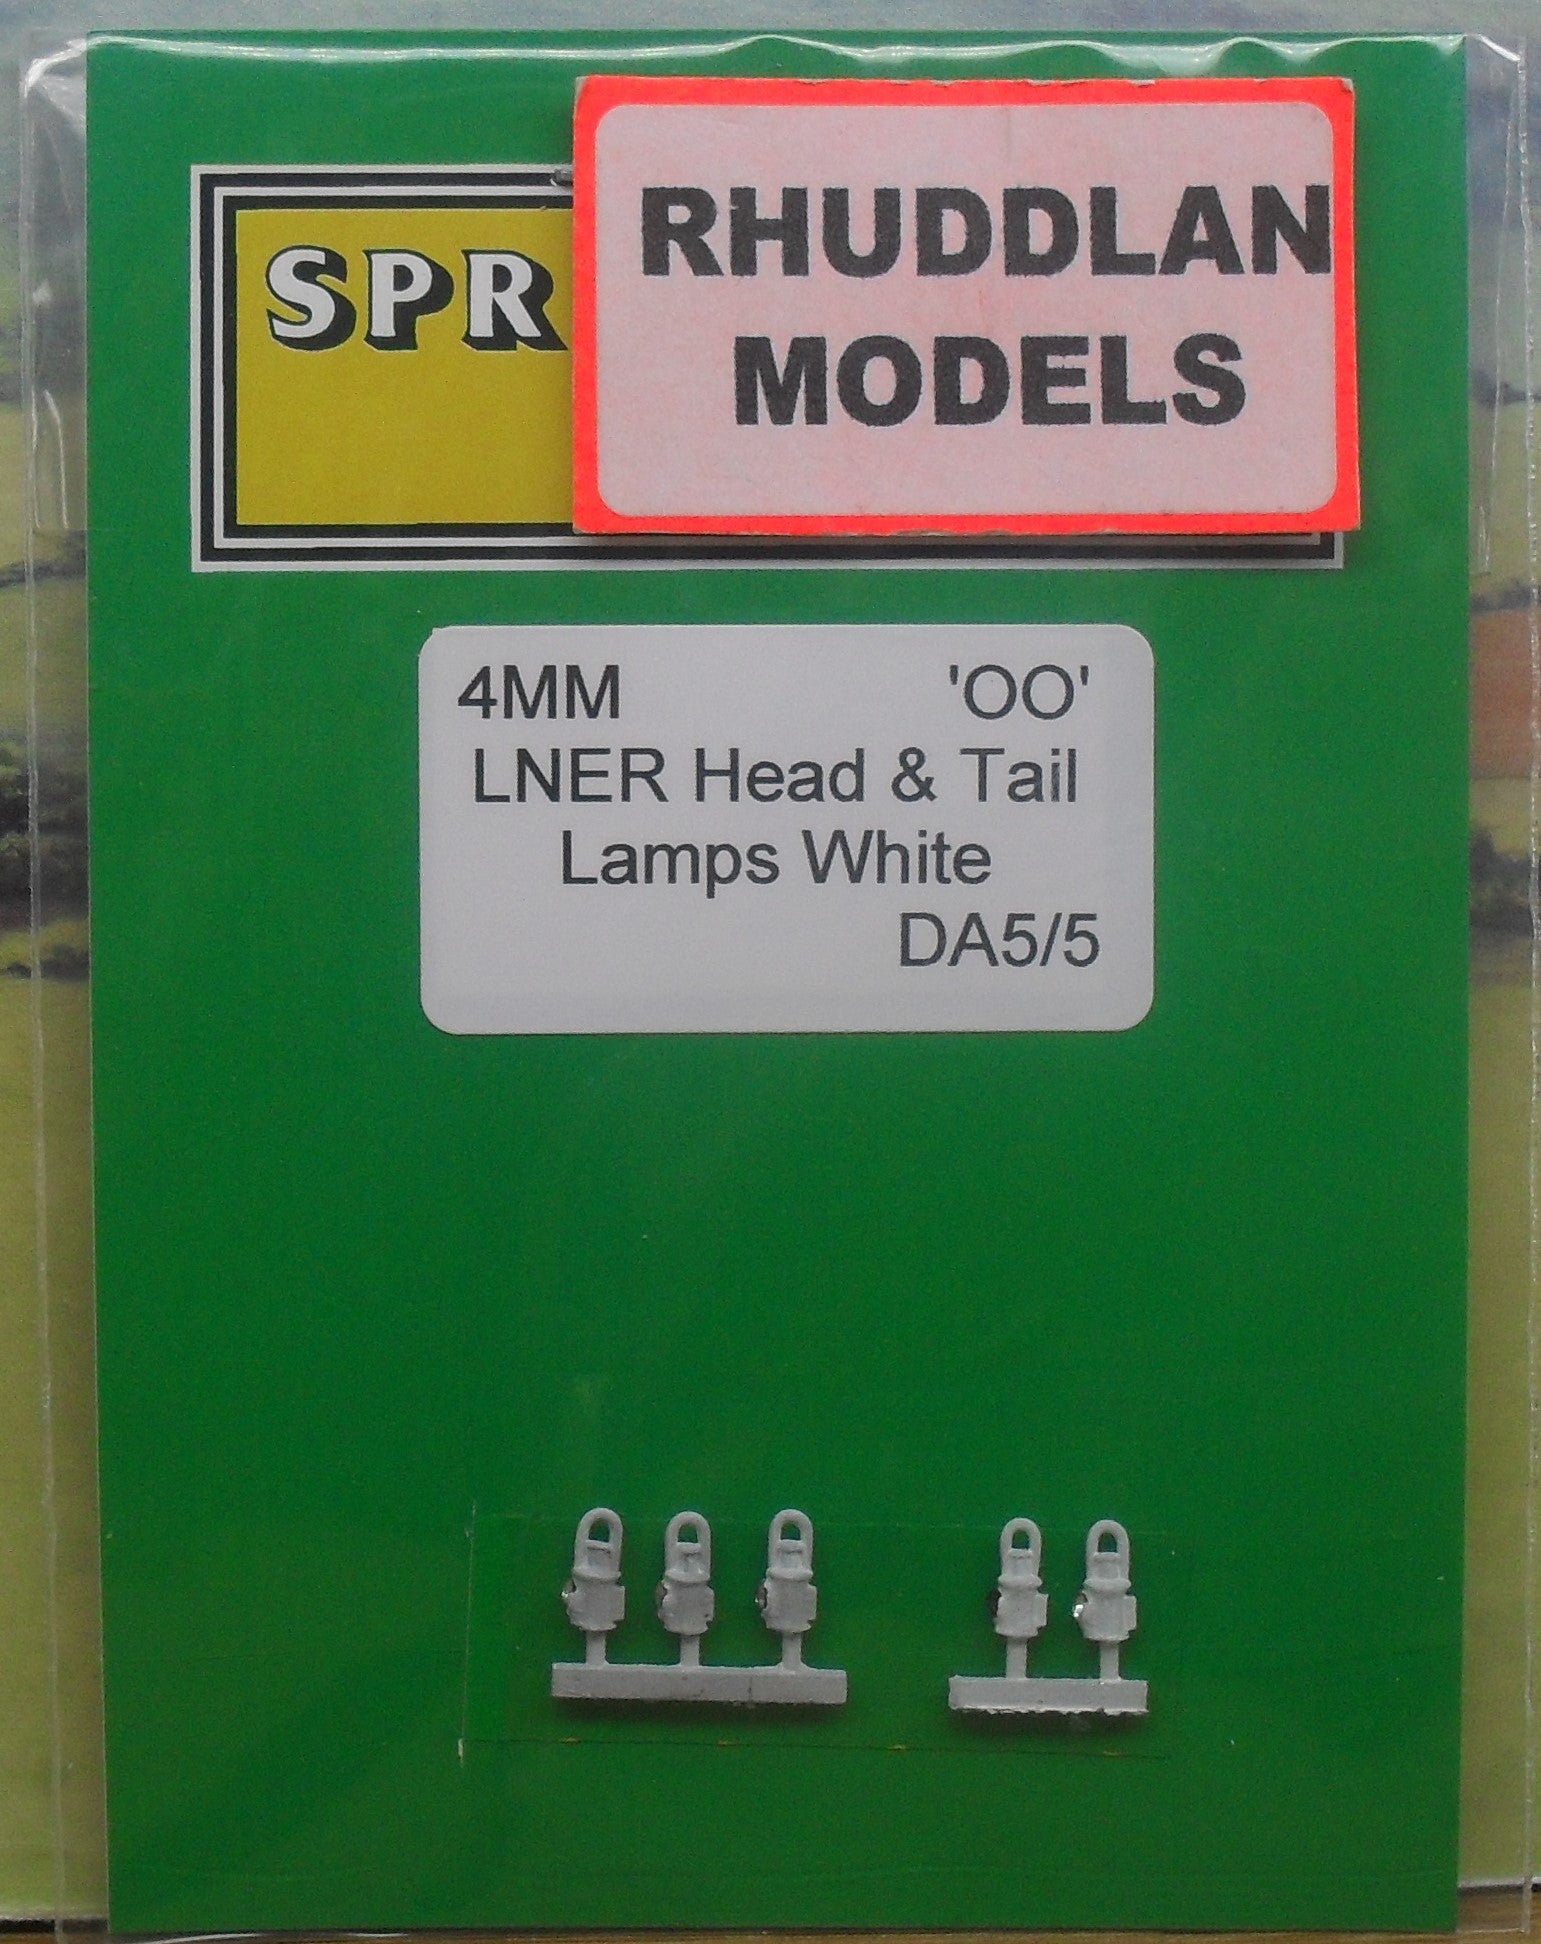 SPR
RHUDDLAN
MODELS
4MM 'OO'
LNER Head & Tail
Lamps White
DA5/5